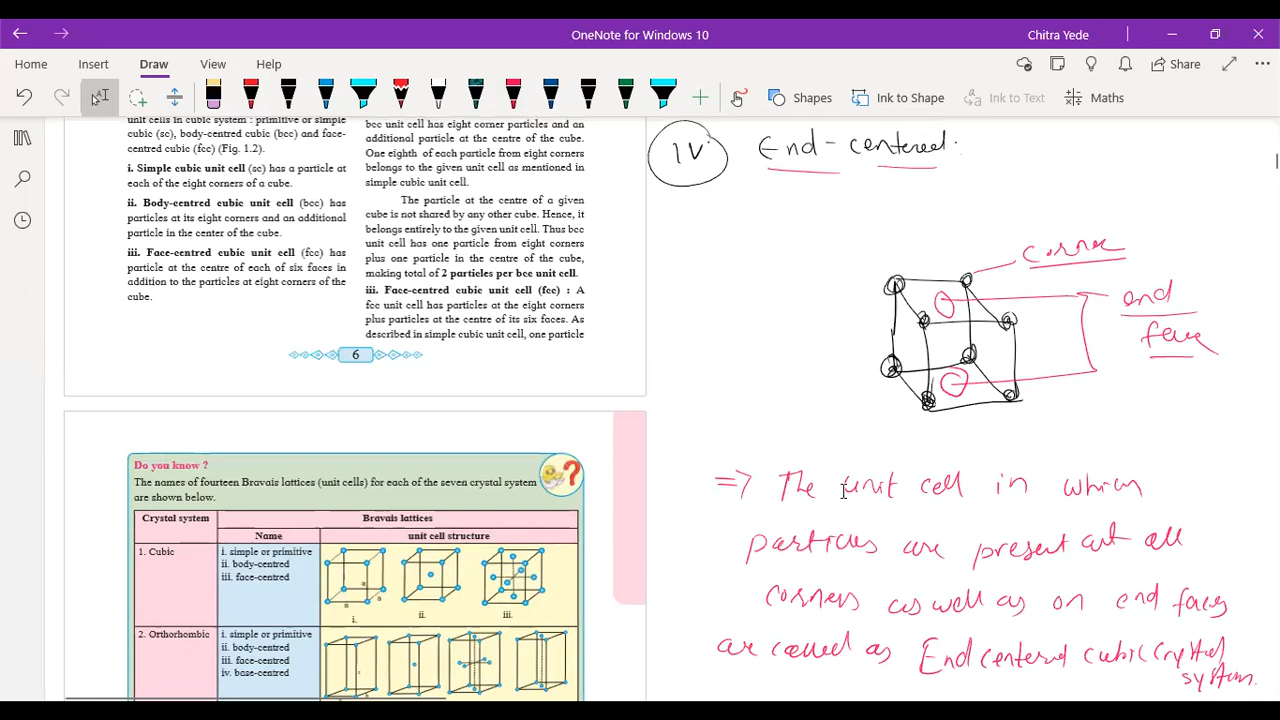 OneNote for Windows 10
Chitra Yede
Home
Insert
Draw
View
Help
Share
Shapes
Ink to Shape
Ink to Text
Maths
unit cells in cubic system : primitive or simple
cubic (sc), body-centred cubic (bcc) and face-
centred cubic (fcc) (Fig. 1.2).
i. Simple cubic unit cell (sc) has a particle at
each of the eight corners of a cube.
ii. Body-centred cubic unit cell (bcc) has
particles at its eight corners and an additional
particle in the center of the cube.
iii. Face-centred cubic unit cell (fcc) has
particle at the centre of each of six faces in
addition to the particles at eight corners of the
cube.
bcc unit cell has eight corner particles and an
additional particle at the centre of the cube.
One eighth of each particle from eight corners
belongs to the given unit cell as mentioned in
simple cubic unit cell.
The particle at the centre of a given
cube is not shared by any other cube. Hence, it
belongs entirely to the given unit cell. Thus bcc
unit cell has one particle from eight corners
plus one particle in the centre of the cube,
making total of 2 particles per bcc unit cell.
iii. Face-centred cubic unit cell (fcc) : A
fcc unit cell has particles at the eight corners
plus particles at the centre of its six faces. As
described in simple cubic unit cell, one particle
6
Do you know ?
The names of fourteen Bravais lattices (unit cells) for each of the seven crystal system
are shown below.
Crystal system
Bravais lattices
Name
unit cell structure
1. Cubic
i. simple or primitive
ii. body-centred
iii. face-centred
a
a
a
i.
ii.
iii.
2. Orthorhombic
i. simple or primitive
ii. body-centred
iii. face-centred
iv. base-centred
IV
End-centered.
end
=> The unit cell in which
particles are present at all
corners as well as on end faces
are called as End centered cubic crystal
system.